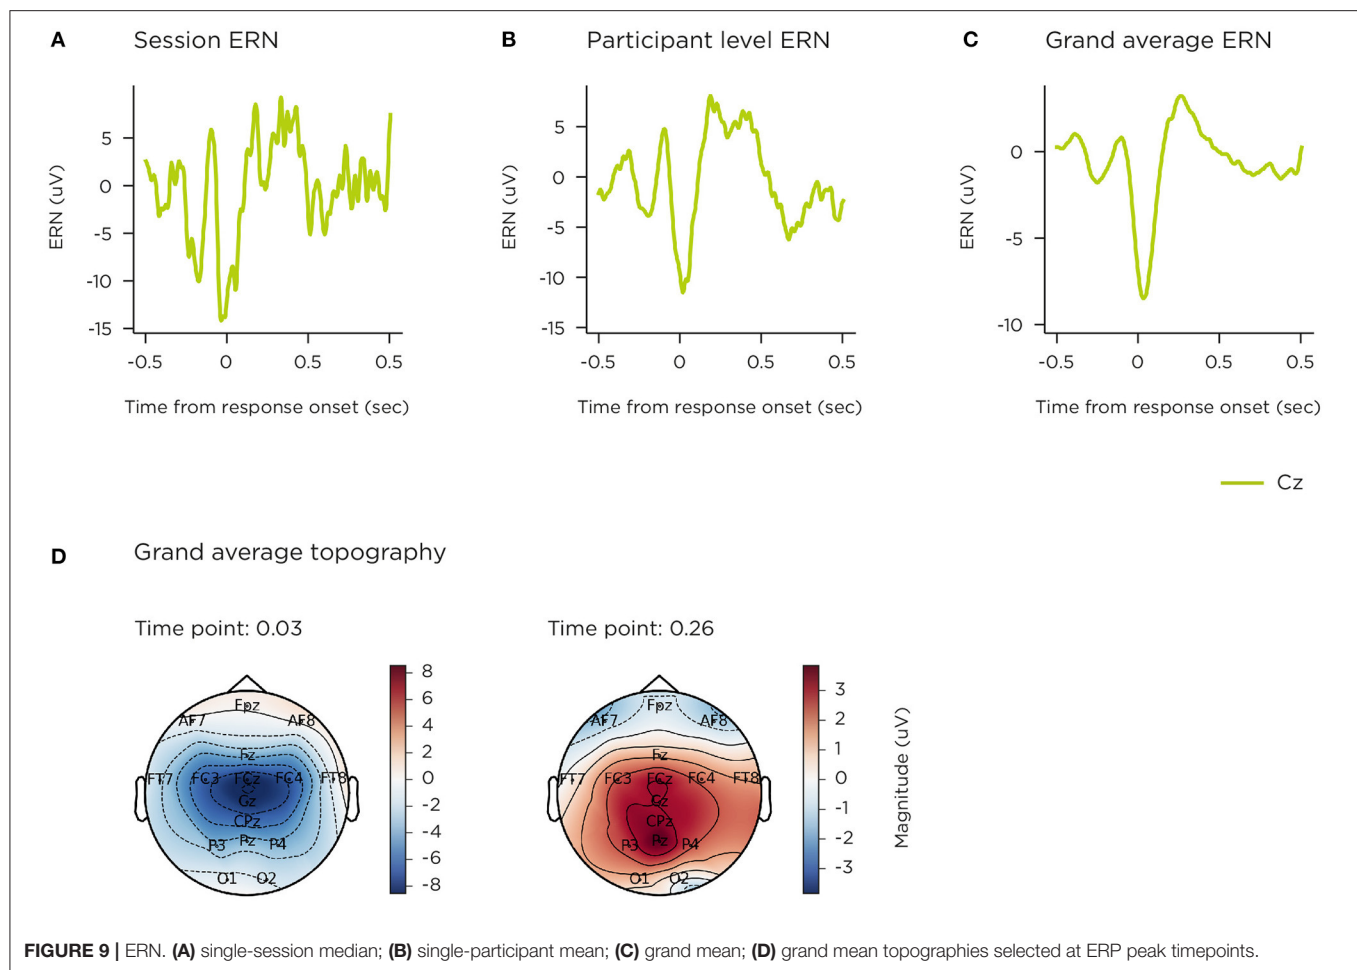 A Session ERN
B Participant level ERN
C Grand average ERN
ERN (uV)
5
0
-5
-10
-15
-0.5 0 0.5 0.5
Time from response onset (sec)
ERN (uV)
5
0
-5
-10
-15
-0.5 0 0.5 0.5
Time from response onset (sec)
ERN (uV)
0
-5
-10
-0.5 0 0.5 0.5
Time from response onset (sec)
Cz
D Grand average topography
Time point: 0.03
Fpz
AF7 AF8
Fz
FT7 FC3 FCz FC4 FT8
Cz
CPz
P3 Pz P4
O1 O2
8
6
4
2
0
-2
-4
-6
-8
Time point: 0.26
Fpz
AF7 AF8
Fz
FT7 FC3 FCz FC4 FT8
Cz
CPz
P3 Pz P4
O1 O2
3
2
1
0
-1
-2
-3
Magnitude (uV)
FIGURE 9 | ERN. (A) single-session median; (B) single-participant mean; (C) grand mean; (D) grand mean topographies selected at ERP peak timepoints.